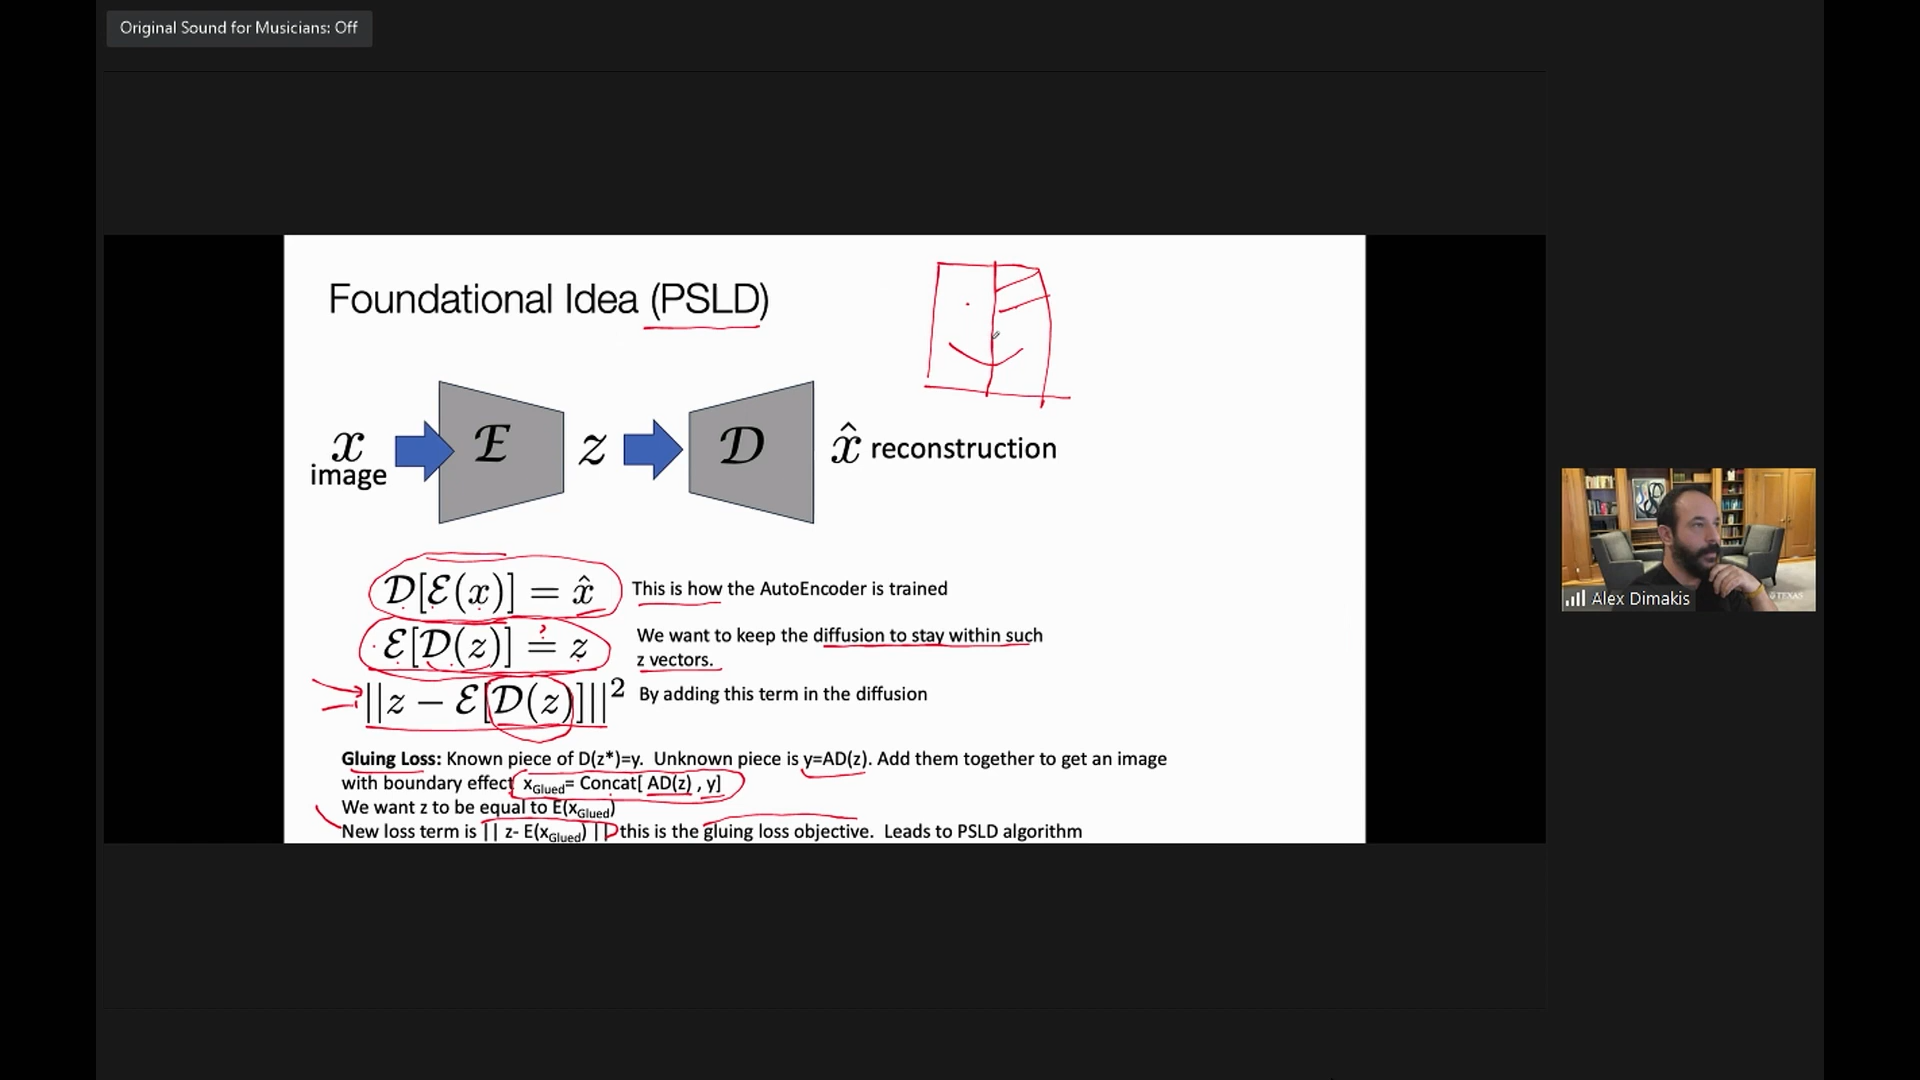 Original Sound for Musicians: Off
Foundational Idea (PSLD)
x
image
ℰ
z
𝒟
x̂ reconstruction
𝒟[ℰ(x)] = x̂ This is how the AutoEncoder is trained
ℰ[𝒟(z)] ≟ z We want to keep the diffusion to stay within such
z vectors.
||z − ℰ[𝒟(z)]||² By adding this term in the diffusion
Gluing Loss: Known piece of D(z*)=y. Unknown piece is y=AD(z). Add them together to get an image
with boundary effect x_Glued= Concat[ AD(z) , y]
We want z to be equal to E(x_Glued)
New loss term is || z- E(x_Glued) || this is the gluing loss objective. Leads to PSLD algorithm
Alex Dimakis
TEXAS